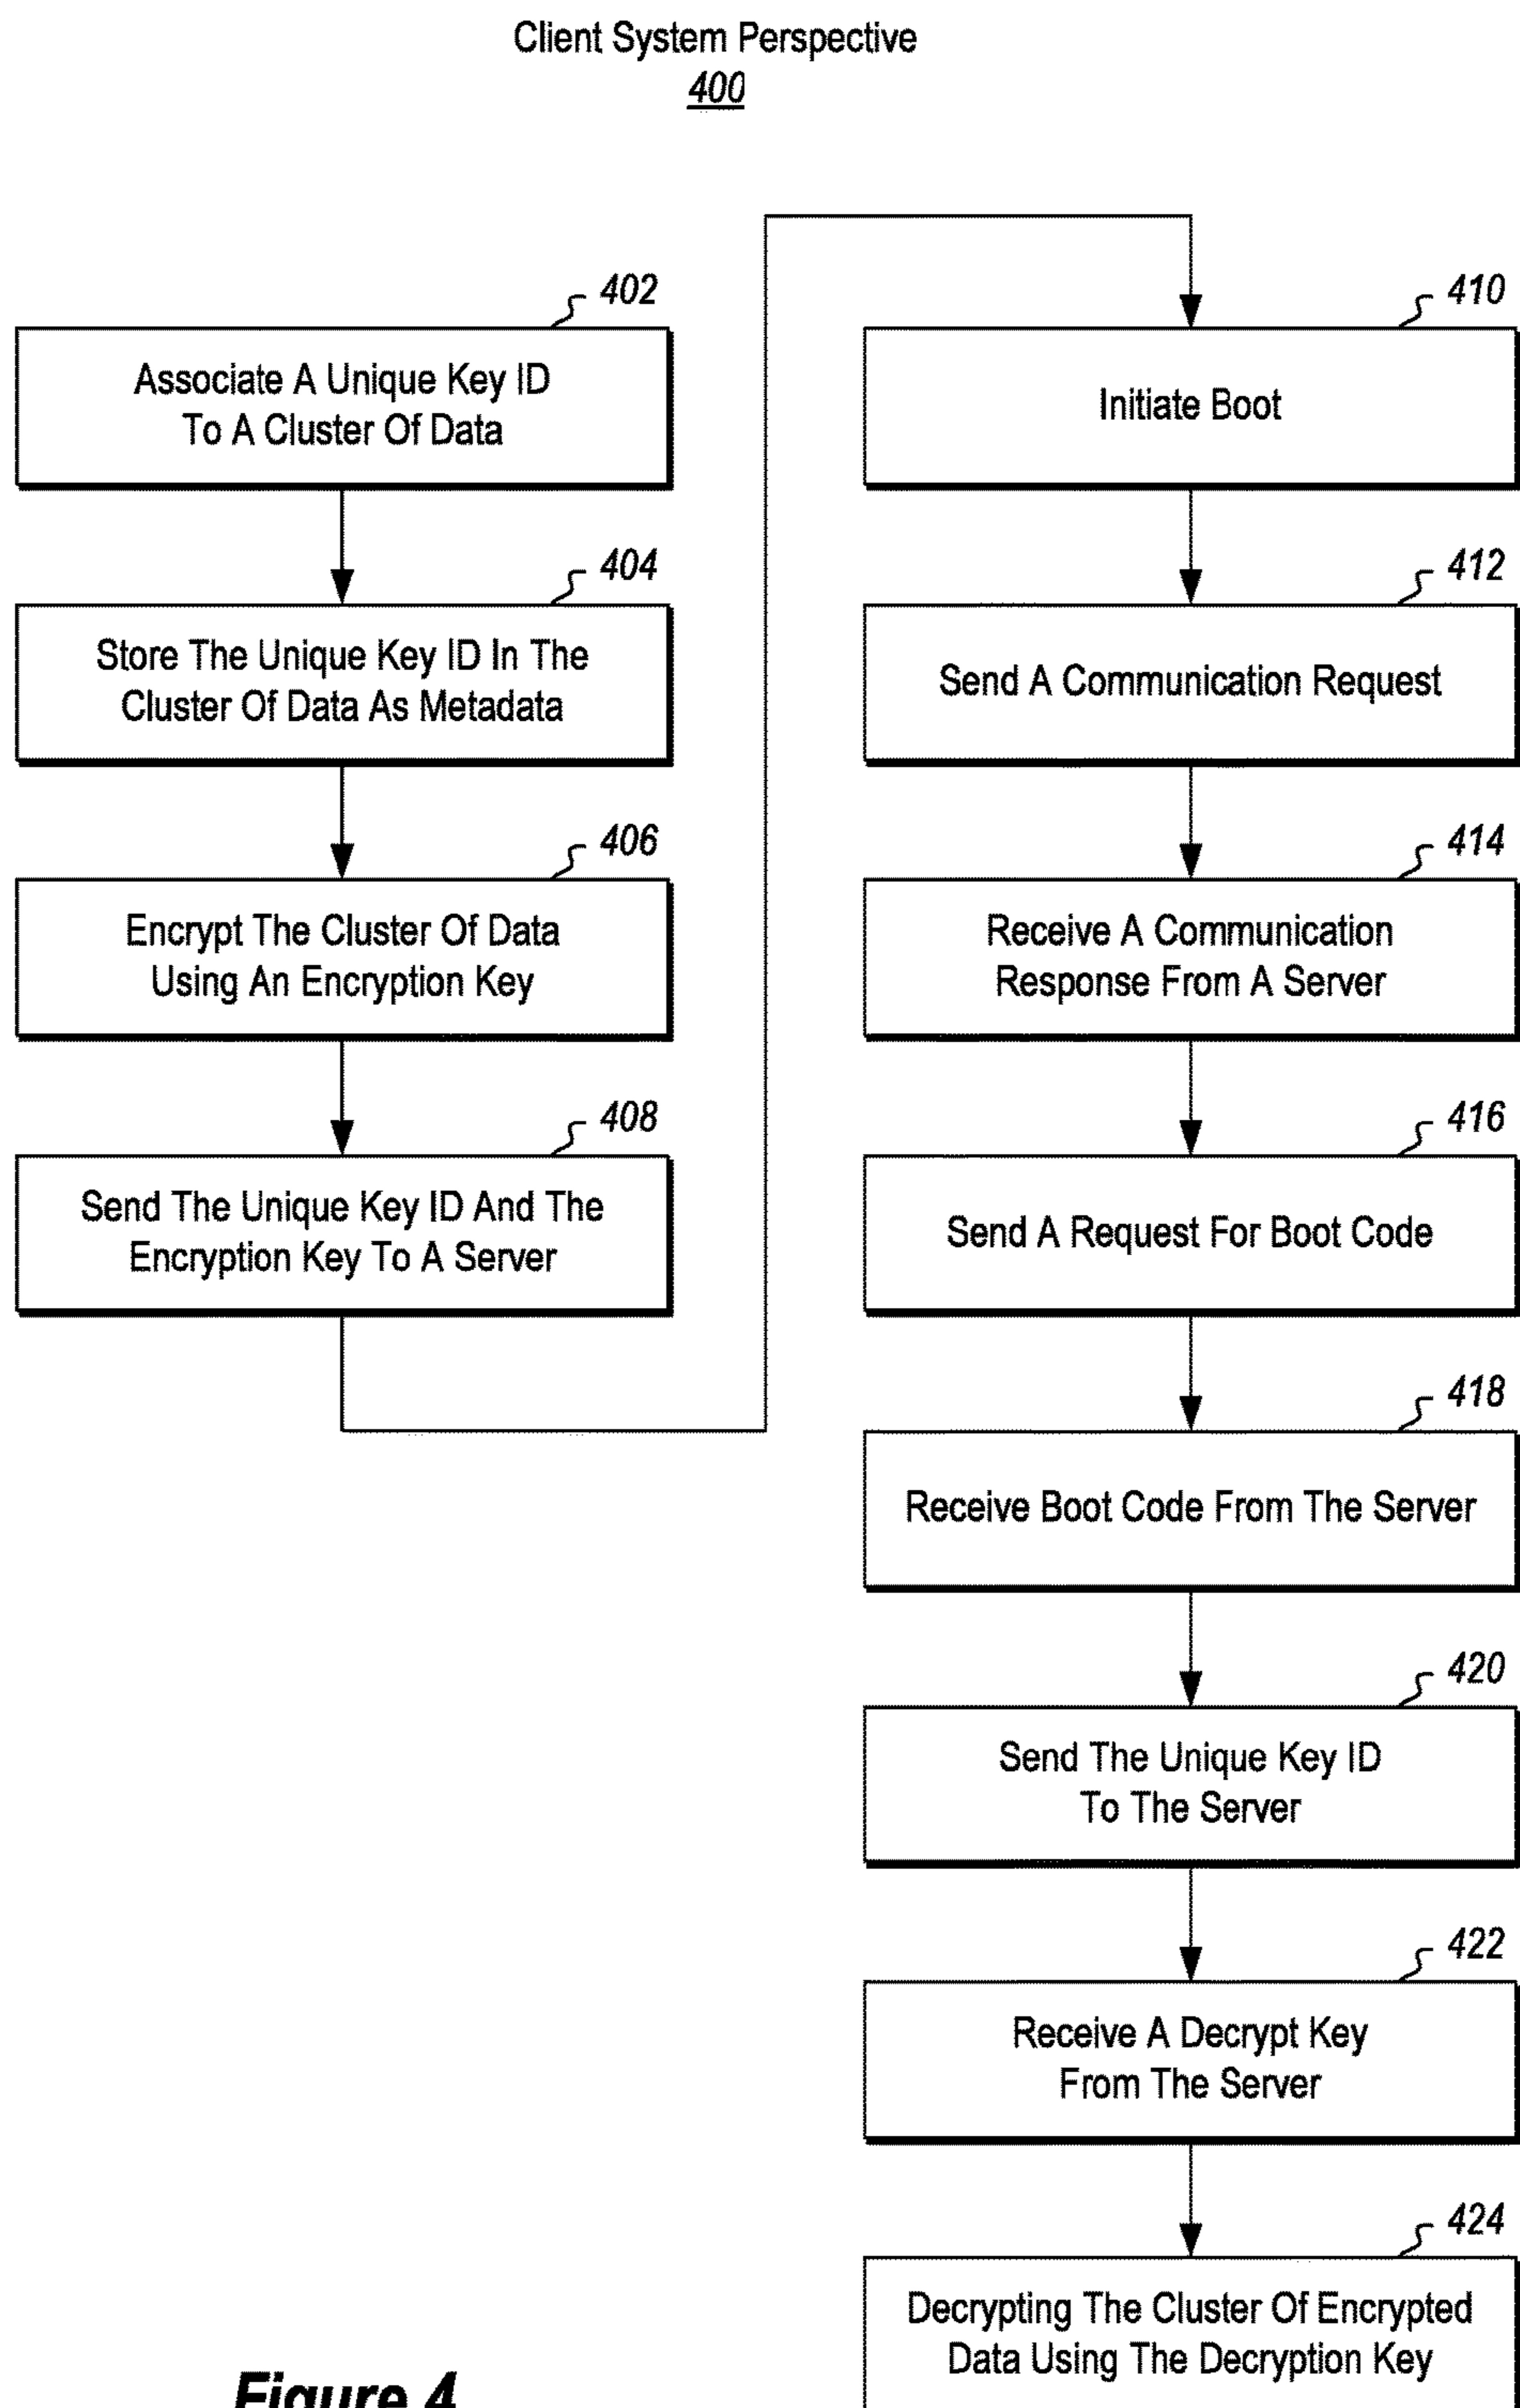 Client System Perspective
400
402
Associate A Unique Key ID
To A Cluster Of Data
404
Store The Unique Key ID In The
Cluster Of Data As Metadata
406
Encrypt The Cluster Of Data
Using An Encryption Key
408
Send The Unique Key ID And The
Encryption Key To A Server
410
Initiate Boot
412
Send A Communication Request
414
Receive A Communication
Response From A Server
416
Send A Request For Boot Code
418
Receive Boot Code From The Server
420
Send The Unique Key ID
To The Server
422
Receive A Decrypt Key
From The Server
424
Decrypting The Cluster Of Encrypted
Data Using The Decryption Key
Figure 4